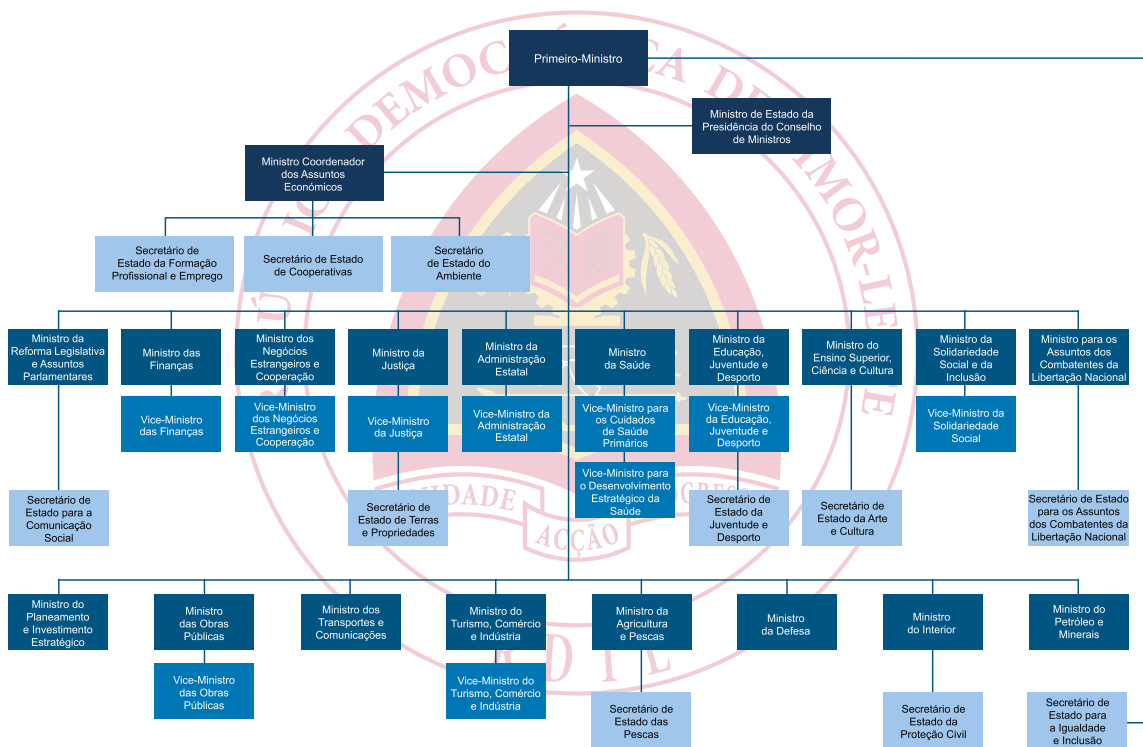 Primeiro-Ministro
Ministro de Estado da
Presidência do Conselho
de Ministros
Ministro Coordenador
dos Assuntos
Económicos
Secretário de
Estado da Formação
Profissional e Emprego
Secretário de Estado
de Cooperativas
Secretário
de Estado do
Ambiente
Ministro da
Reforma Legislativa
e Assuntos
Parlamentares
Ministro das
Finanças
Ministro dos
Negócios
Estrangeiros e
Cooperação
Ministro da
Justiça
Ministro da
Administração
Estatal
Ministro
da Saúde
Ministro
da Educação,
Juventude e
Desporto
Ministro do
Ensino Superior,
Ciência e Cultura
Ministro
da Solidariedade
Social e da
Inclusão
Ministro para os
Assuntos dos
Combatentes da
Libertação Nacional
Vice-Ministro
das Finanças
Vice-Ministro
dos Negócios
Estrangeiros e
Cooperação
Vice-Ministro
da Justiça
Vice-Ministro da
Administração
Estatal
Vice-Ministro para
os Cuidados
de Saúde
Primários
Vice-Ministro
da Educação,
Juventude e
Desporto
Vice-Ministro da
Solidariedade
Social
Vice-Ministro para
o Desenvolvimento
Estratégico da
Saúde
Secretário de
Estado para a
Comunicação
Social
Secretário de
Estado de Terras
e Propriedades
Secretário de
Estado da
Juventude e
Desporto
Secretário de
Estado da Arte
e Cultura
Secretário de Estado
para os Assuntos
dos Combatentes da
Libertação Nacional
Ministro do
Planeamento
e Investimento
Estratégico
Ministro
das Obras
Públicas
Ministro dos
Transportes e
Comunicações
Ministro do
Turismo, Comércio
e Indústria
Ministro da
Agricultura
e Pescas
Ministro
da Defesa
Ministro
do Interior
Ministro do
Petróleo e
Minerais
Vice-Ministro
das Obras
Públicas
Vice-Ministro do
Turismo, Comércio
e Indústria
Secretário de
Estado das
Pescas
Secretário de
Estado da
Proteção Civil
Secretário de
Estado para
a Igualdade
e Inclusão
ACÇÃO